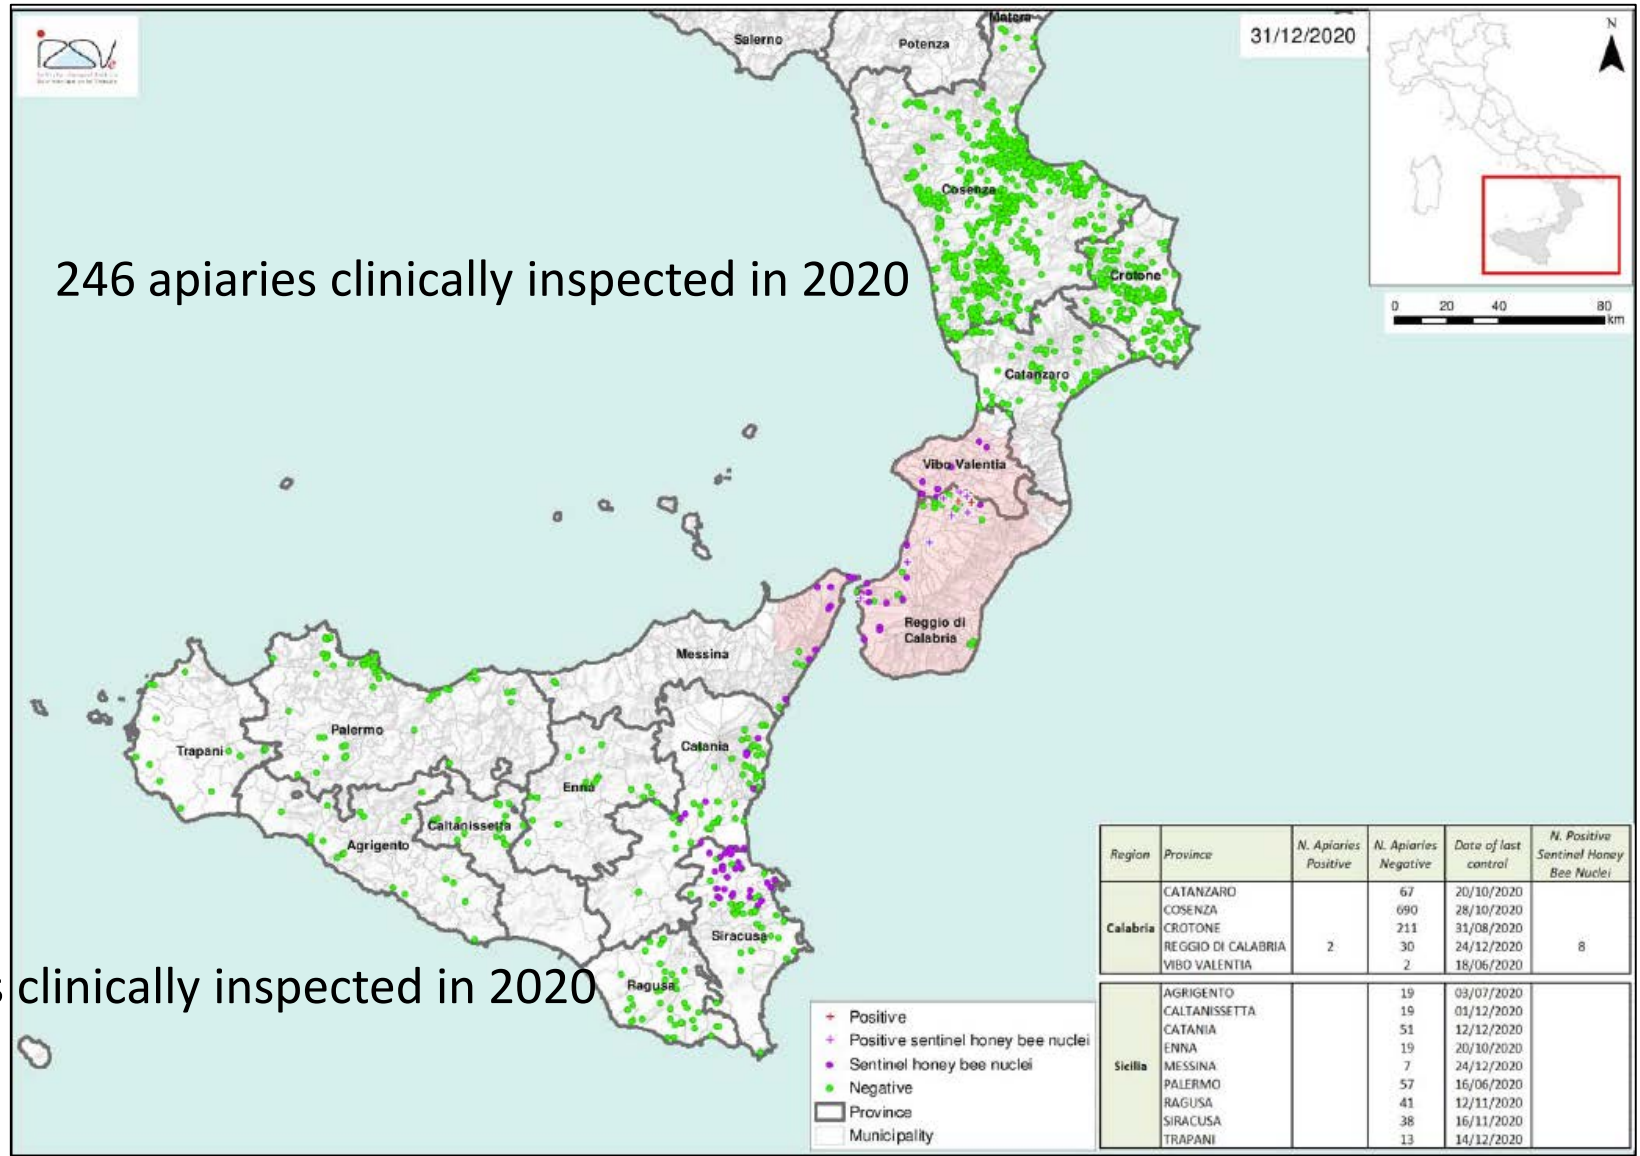 Matera
Salerno
Potenza
31/12/2020
N
Cosenza
246 apiaries clinically inspected in 2020
Crotone
0 20 40 80
km
Catanzaro
Vibo Valentia
Reggio di
Calabria
Messina
Palermo
Trapani
Catania
Enna
Caltanissetta
Agrigento
Siracusa
s clinically inspected in 2020
Ragusa
Positive
Positive sentinel honey bee nuclei
Sentinel honey bee nuclei
Negative
Province
Municipality
Region Province N. Apiaries Positive N. Apiaries Negative Date of last control N. Positive Sentinel Honey Bee Nuclei
Calabria
CATANZARO 67 20/10/2020
COSENZA 690 28/10/2020
CROTONE 211 31/08/2020
REGGIO DI CALABRIA 2 30 24/12/2020 8
VIBO VALENTIA 2 18/06/2020
Sicilia
AGRIGENTO 19 03/07/2020
CALTANISSETTA 19 01/12/2020
CATANIA 51 12/12/2020
ENNA 19 20/10/2020
MESSINA 7 24/12/2020
PALERMO 57 16/06/2020
RAGUSA 41 12/11/2020
SIRACUSA 38 16/11/2020
TRAPANI 13 14/12/2020